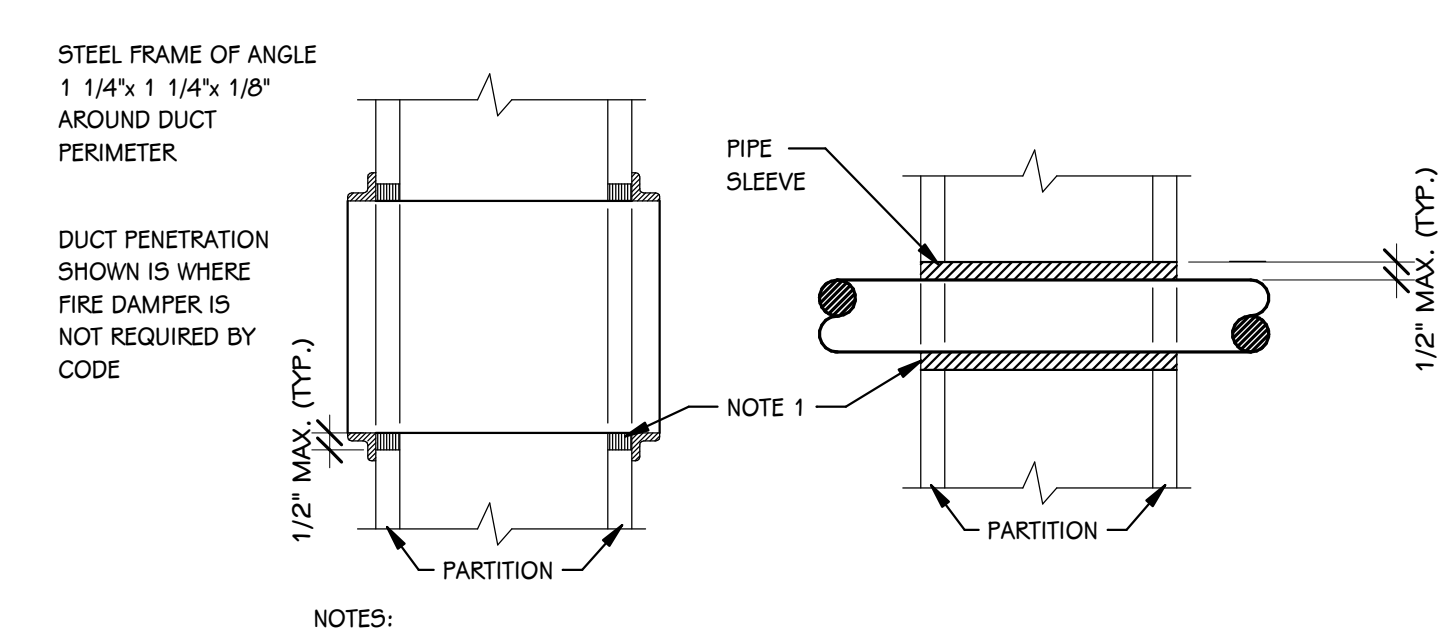 STEEL FRAME OF ANGLE
1 1/4"x 1 1/4"x 1/8"
AROUND DUCT
PERIMETER
DUCT PENETRATION
SHOWN IS WHERE
FIRE DAMPER IS
NOT REQUIRED BY
CODE
1/2" MAX. (TYP.)
PARTITION
PIPE
SLEEVE
NOTE 1
PARTITION
1/2" MAX. (TYP.)
NOTES: